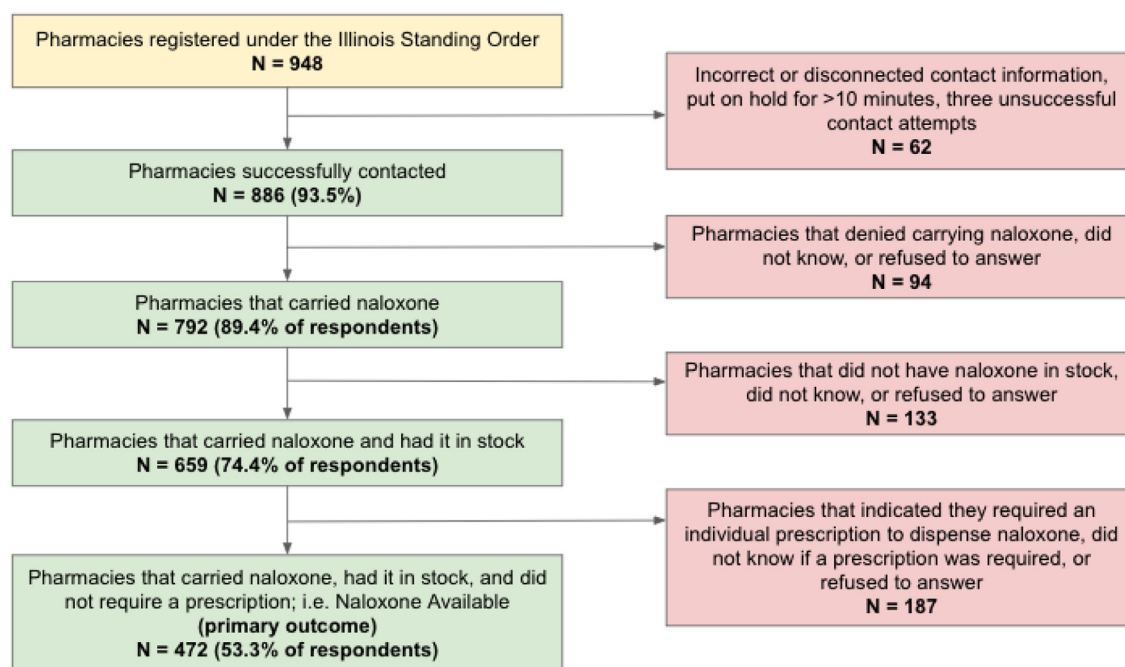 Pharmacies registered under the Illinois Standing Order
N = 948
Incorrect or disconnected contact information,
put on hold for >10 minutes, three unsuccessful
contact attempts
N = 62
Pharmacies successfully contacted
N = 886 (93.5%)
Pharmacies that denied carrying naloxone, did
not know, or refused to answer
N = 94
Pharmacies that carried naloxone
N = 792 (89.4% of respondents)
Pharmacies that did not have naloxone in stock,
did not know, or refused to answer
N = 133
Pharmacies that carried naloxone and had it in stock
N = 659 (74.4% of respondents)
Pharmacies that indicated they required an
individual prescription to dispense naloxone, did
not know if a prescription was required, or
refused to answer
N = 187
Pharmacies that carried naloxone, had it in stock, and did
not require a prescription; i.e. Naloxone Available
(primary outcome)
N = 472 (53.3% of respondents)